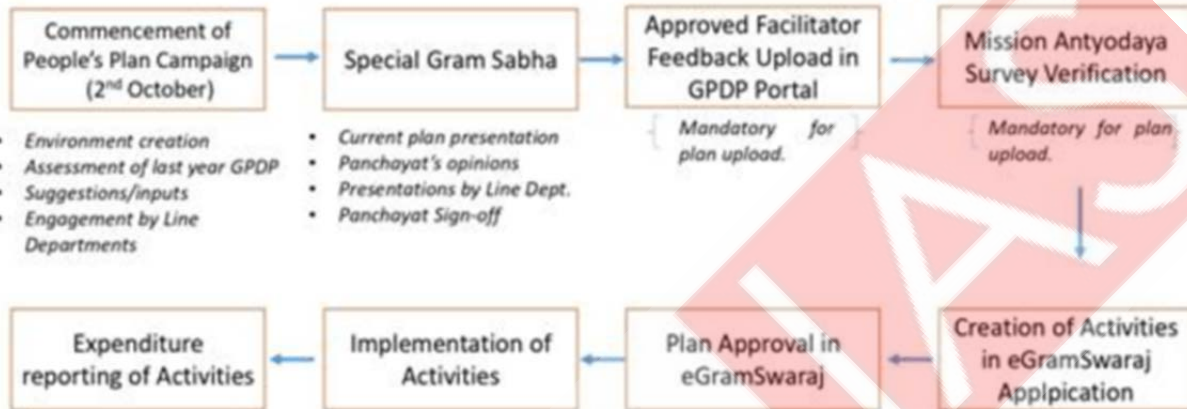 Commencement of
People's Plan Campaign
(2nd October)
• Environment creation
• Assessment of last year GPDP
• Suggestions/inputs
• Engagement by Line
Departments
Special Gram Sabha
• Current plan presentation
• Panchayat's opinions
• Presentations by Line Dept.
• Panchayat Sign-off
Approved Facilitator
Feedback Upload in
GPDP Portal
Mandatory for
plan upload.
Mission Antyodaya
Survey Verification
Mandatory for plan
upload.
Creation of Activities
in eGramSwaraj
Applpication
Plan Approval in
eGramSwaraj
Implementation of
Activities
Expenditure
reporting of Activities
IAS